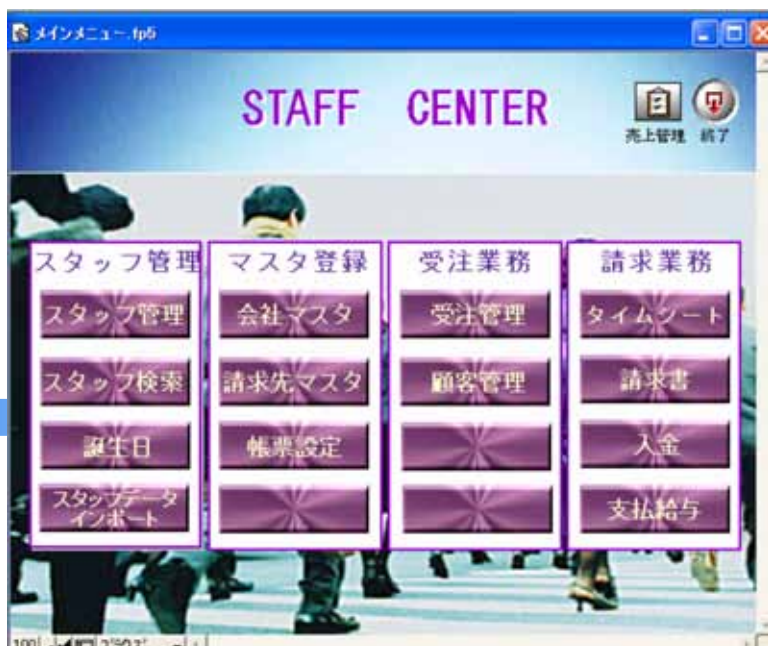 メインメニュー.fp5
STAFF CENTER
売上管理 終了
スタッフ管理
スタッフ管理
スタッフ検索
誕生日
スタッフデータ
インポート
マスタ登録
会社マスタ
請求先マスタ
帳票設定
受注業務
受注管理
顧客管理
請求業務
タイムシート
請求書
入金
支払給与
100